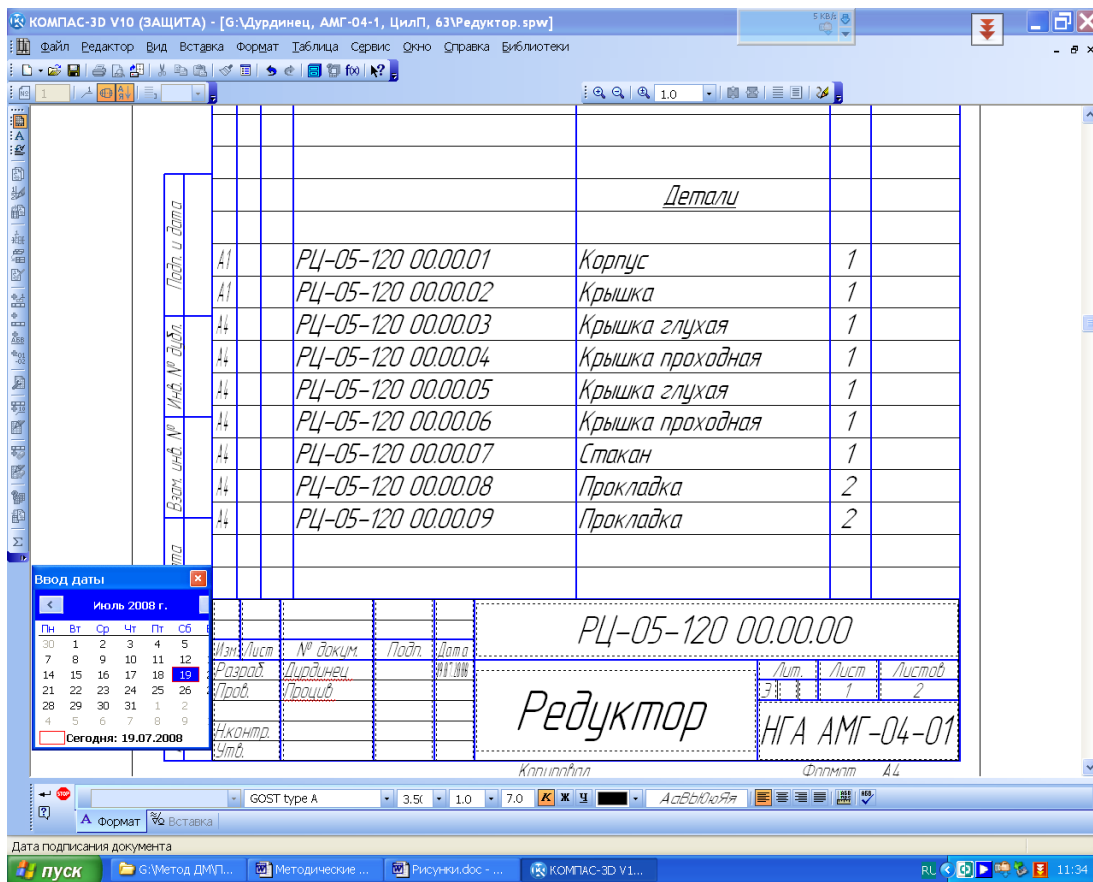 КОМПАС-3D V10 (ЗАЩИТА) - [G:\Дурдинец, АМГ-04-1, ЦилП, 63\Редуктор.spw]
5 KB/s
Файл Редактор Вид Вставка Формат Таблица Сервис Окно Справка Библиотеки
1
1.0
Детали
Подп. и дата
А1 РЦ-05-120 00.00.01 Корпус 1
А1 РЦ-05-120 00.00.02 Крышка 1
А4 РЦ-05-120 00.00.03 Крышка глухая 1
Инв. № дубл.
А4 РЦ-05-120 00.00.04 Крышка проходная 1
А4 РЦ-05-120 00.00.05 Крышка глухая 1
А4 РЦ-05-120 00.00.06 Крышка проходная 1
Взам. инв. №
А4 РЦ-05-120 00.00.07 Стакан 1
А4 РЦ-05-120 00.00.08 Прокладка 2
А4 РЦ-05-120 00.00.09 Прокладка 2
Ввод даты
Июль 2008 г.
Пн Вт Ср Чт Пт Сб
30 1 2 3 4 5
7 8 9 10 11 12
14 15 16 17 18 19
21 22 23 24 25 26
28 29 30 31 1 2
4 5 6 7 8 9
Сегодня: 19.07.2008
РЦ-05-120 00.00.00
Изм. Лист № докум. Подп. Дата
Разраб. Дурдинец
Пров. Процив
Н.контр.
Утв.
Редуктор
Лит. Лист Листов
Э 1 2
НГА АМГ-04-01
Копировал Формат А4
STOP
GOST type A 3.5( 1.0 7.0 К Ж Ч АаВbЮюЯя
Формат Вставка
Дата подписания документа
пуск G:\Метод ДМ\П... Методические ... Рисунки.doc - ... КОМПАС-3D V1... RU 11:34